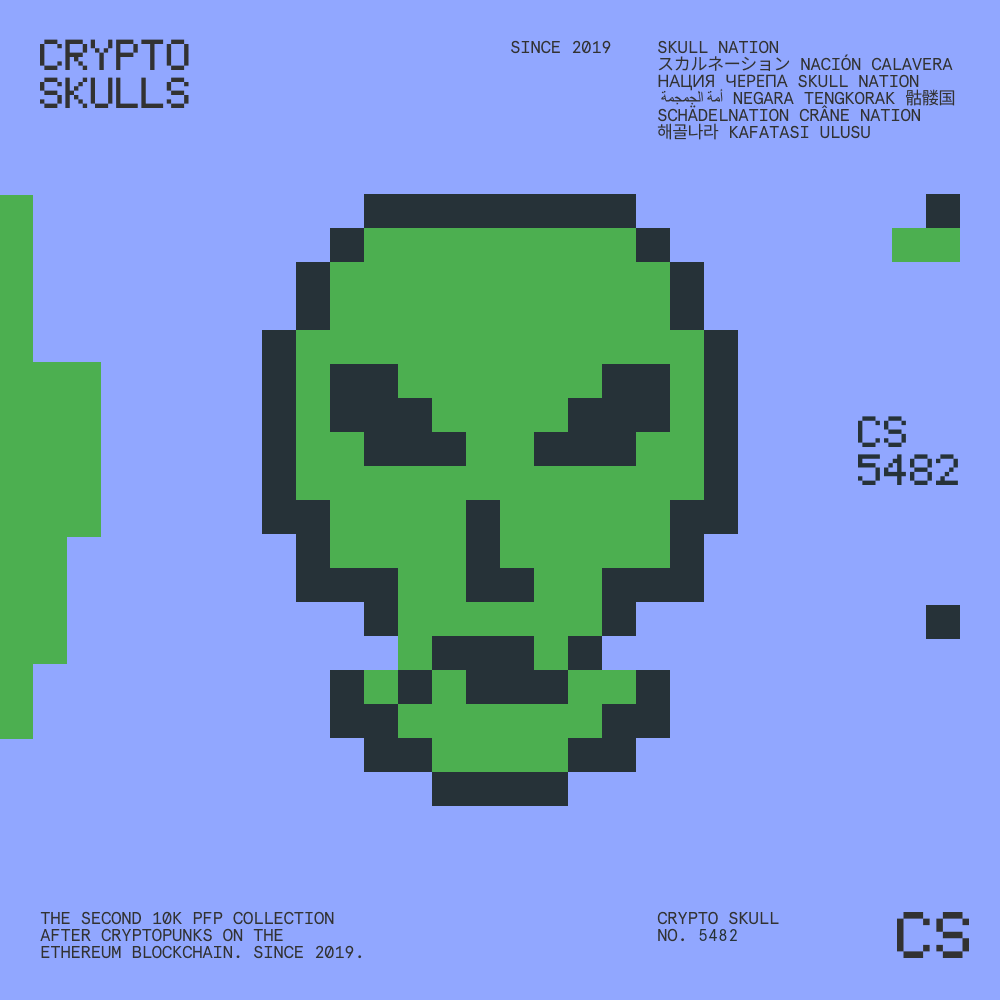 CRYPTO
SKULLS
SINCE 2019
SKULL NATION
スカルネーション NACIÓN CALAVERA
НАЦИЯ ЧЕРЕПА SKULL NATION
أمة الجمجمة NEGARA TENGKORAK 骷髅国
SCHÄDELNATION CRÂNE NATION
해골나라 KAFATASI ULUSU
CS
5482
THE SECOND 10K PFP COLLECTION
AFTER CRYPTOPUNKS ON THE
ETHEREUM BLOCKCHAIN. SINCE 2019.
CRYPTO SKULL
NO. 5482
CS